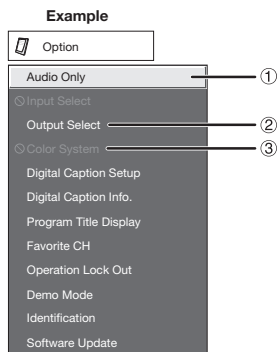 Example
Option
Audio Only ①
Input Select
Output Select ②
Color System ③
Digital Caption Setup
Digital Caption Info.
Program Title Display
Favorite CH
Operation Lock Out
Demo Mode
Identification
Software Update